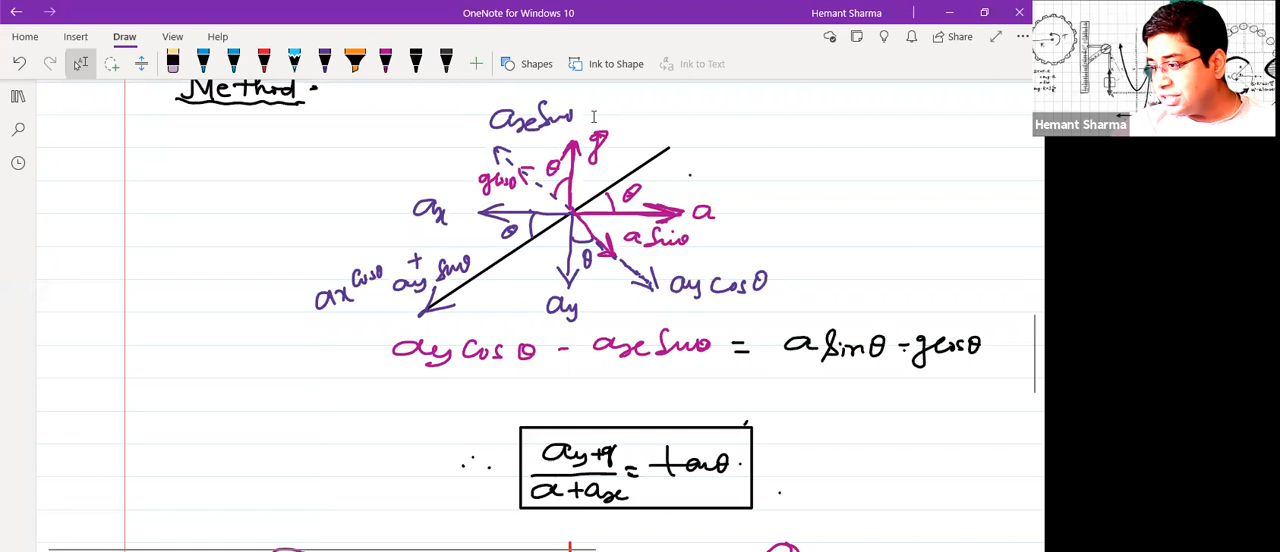 OneNote for Windows 10
Hemant Sharma
Home Insert Draw View Help
Share
Shapes
Ink to Shape
Ink to Text
Hemant Sharma
Method.
ax sinθ
g
θ
g cosθ
θ
ax
a
θ
a sinθ
θ
ax cosθ + ay sinθ
ay cosθ
ay
ay cosθ - ax sinθ = a sinθ - g cosθ
∴ (ay+g)/(a+ax) = tanθ